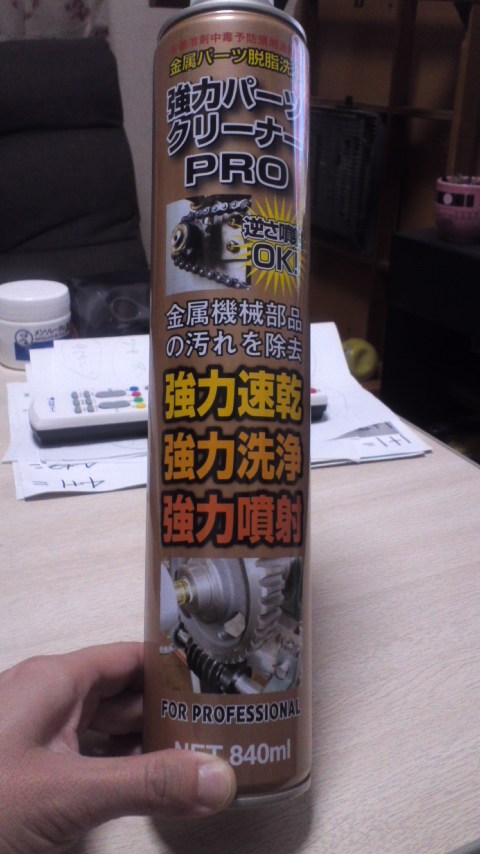 金属パーツ脱脂洗
強力パーツ
クリーナー
PRO
逆さ噴
OK!
金属機械部品
の汚れを除去
強力速乾
強力洗浄
強力噴射
FOR PROFESSIONAL
NET 840ml